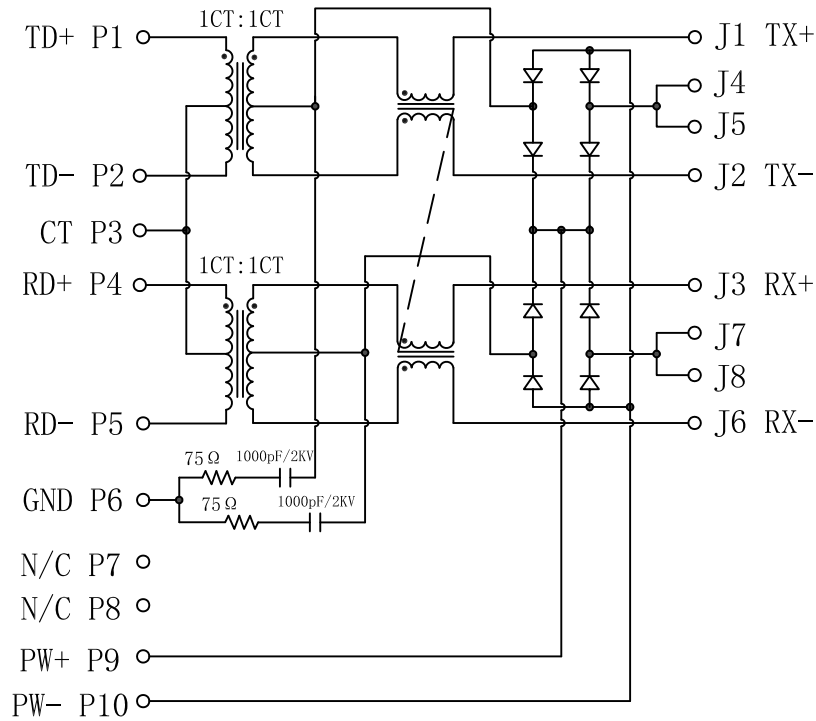 1CT:1CT
TD+ P1
J1 TX+
J4
J5
TD- P2
J2 TX-
CT P3
1CT:1CT
RD+ P4
J3 RX+
J7
J8
RD- P5
J6 RX-
75Ω
1000pF/2KV
GND P6
75Ω
1000pF/2KV
N/C P7
N/C P8
PW+ P9
PW- P10